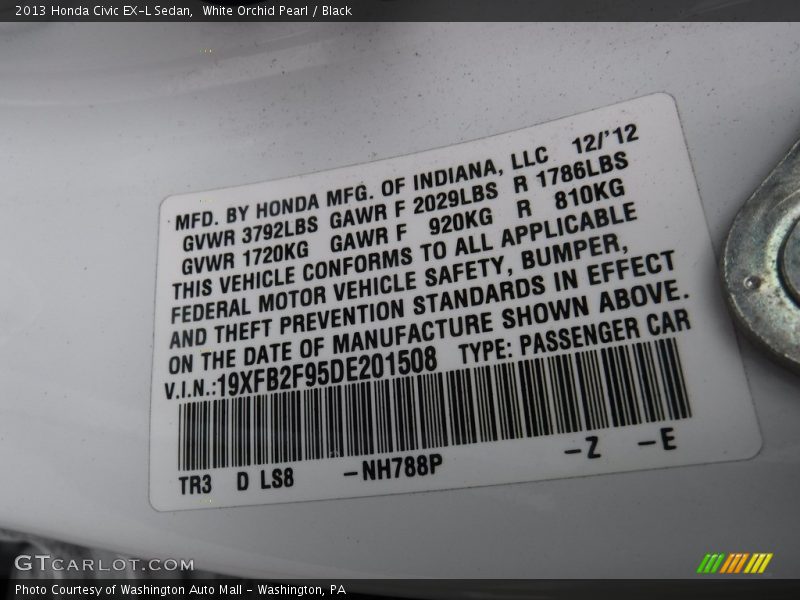 2013 Honda Civic EX-L Sedan, White Orchid Pearl / Black
MFD. BY HONDA MFG. OF INDIANA, LLC 12/'12
GVWR 3792LBS GAWR F 2029LBS R 1786LBS
GVWR 1720KG GAWR F 920KG R 810KG
THIS VEHICLE CONFORMS TO ALL APPLICABLE
FEDERAL MOTOR VEHICLE SAFETY, BUMPER,
AND THEFT PREVENTION STANDARDS IN EFFECT
ON THE DATE OF MANUFACTURE SHOWN ABOVE.
V.I.N.:19XFB2F95DE201508 TYPE: PASSENGER CAR
TR3 D LS8 -NH788P -Z -E
GTCARLOT.COM
Photo Courtesy of Washington Auto Mall - Washington, PA